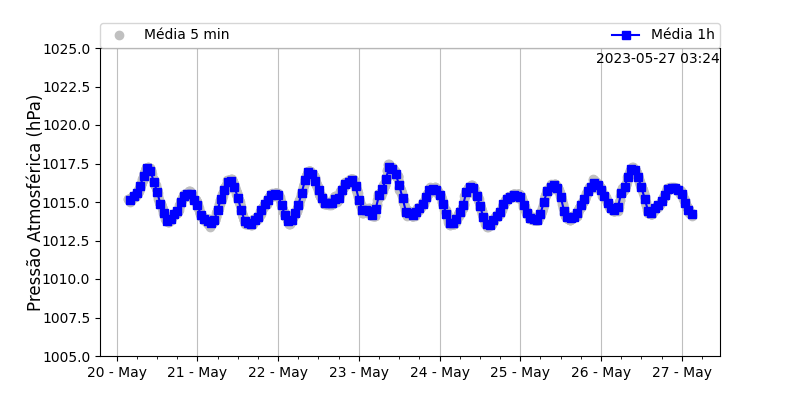 Média 5 min
Média 1h
2023-05-27 03:24
Pressão Atmosférica (hPa)
1025.0
1022.5
1020.0
1017.5
1015.0
1012.5
1010.0
1007.5
1005.0
20 - May
21 - May
22 - May
23 - May
24 - May
25 - May
26 - May
27 - May